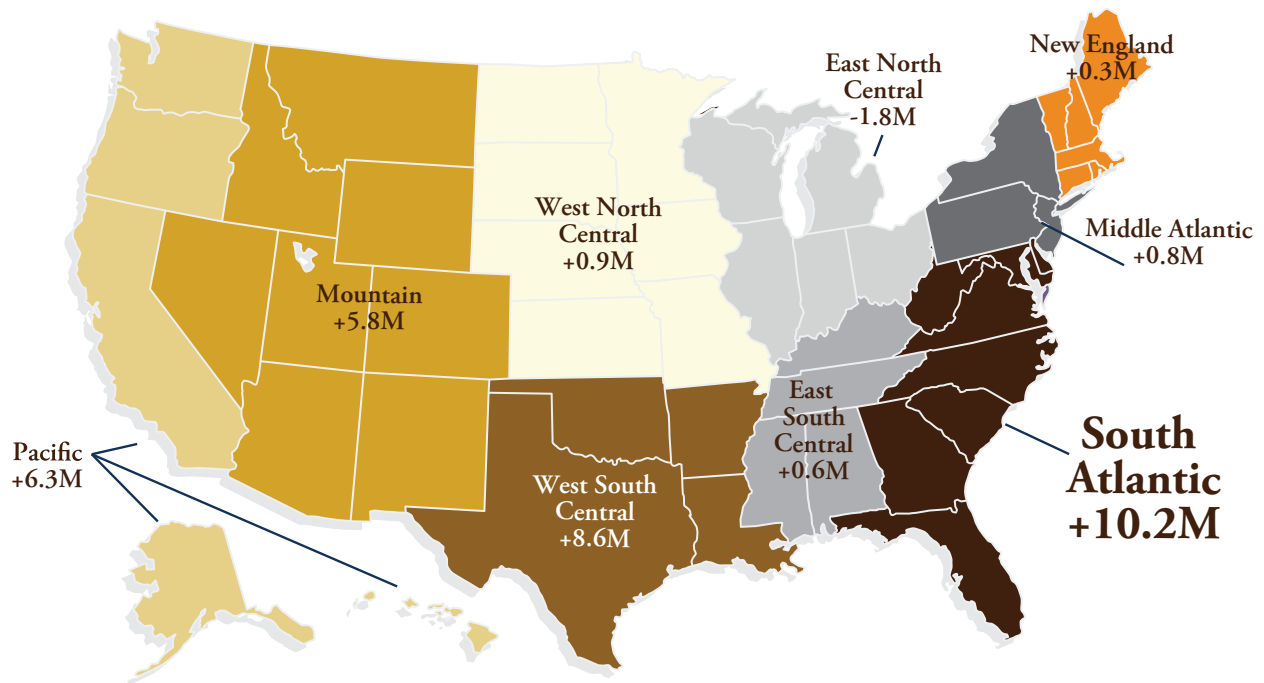 New England
+0.3M
East North
Central
-1.8M
West North
Central
+0.9M
Middle Atlantic
+0.8M
Mountain
+5.8M
East
South
Central
+0.6M
South
Atlantic
+10.2M
Pacific
+6.3M
West South
Central
+8.6M